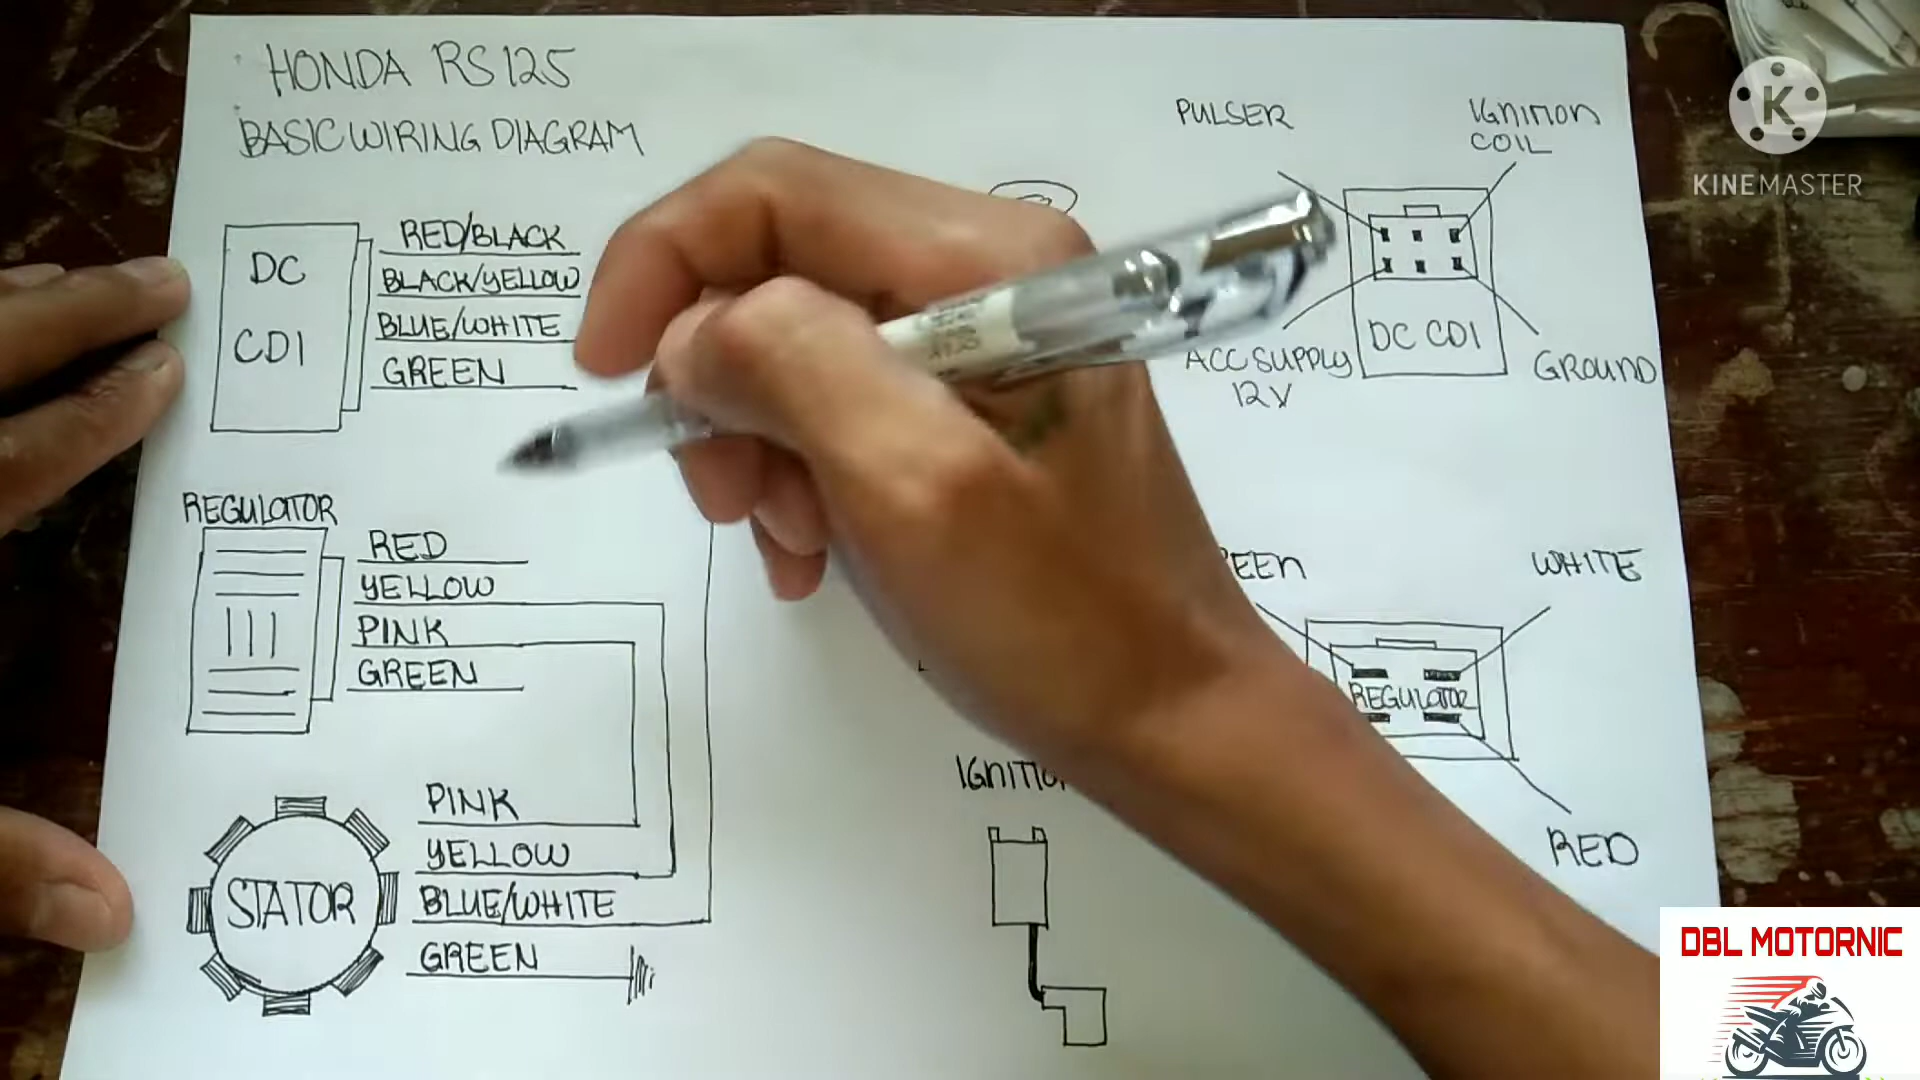 HONDA RS125
BASIC WIRING DIAGRAM
DC
CDI
RED/BLACK
BLACK/YELLOW
BLUE/WHITE
GREEN
REGULATOR
RED
YELLOW
PINK
GREEN
STATOR
PINK
YELLOW
BLUE/WHITE
GREEN
PULSER
IGNITION
COIL
ACC SUPPLY
12V
DC CDI
GROUND
WHITE
REGULATOR
RED
K
KINEMASTER
DBL MOTORNIC